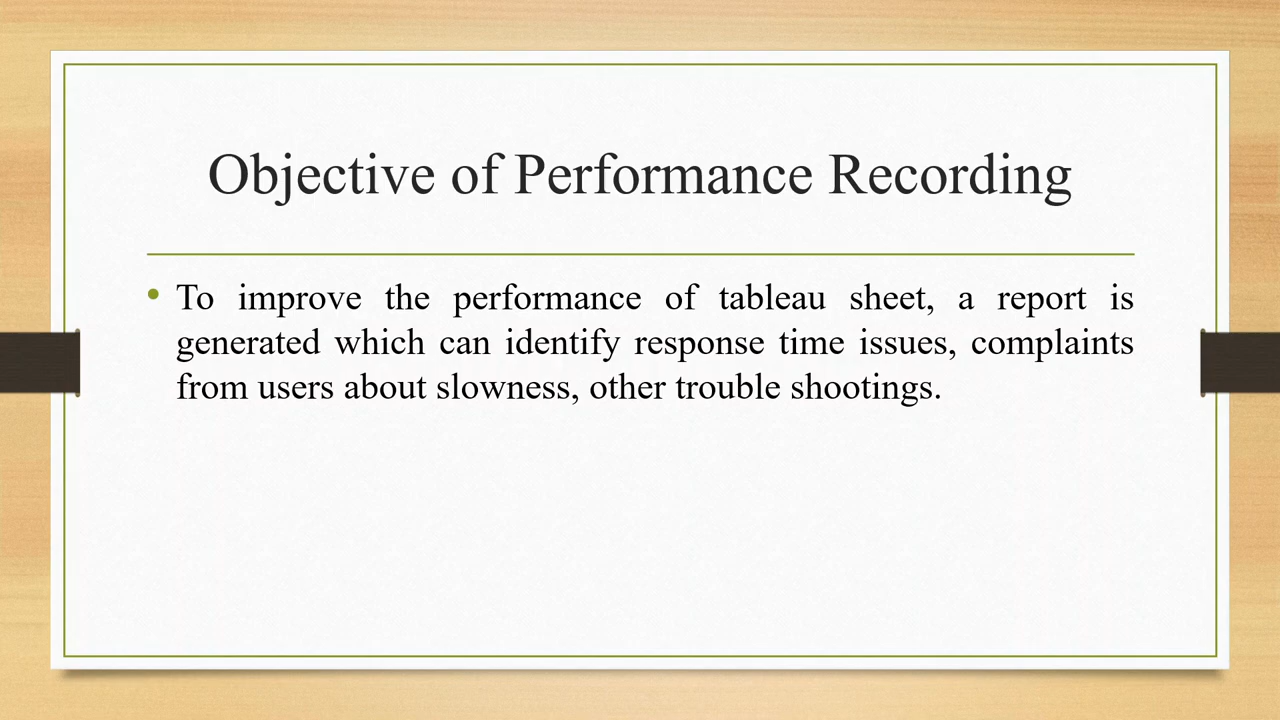 Objective of Performance Recording
• To improve the performance of tableau sheet, a report is
generated which can identify response time issues, complaints
from users about slowness, other trouble shootings.